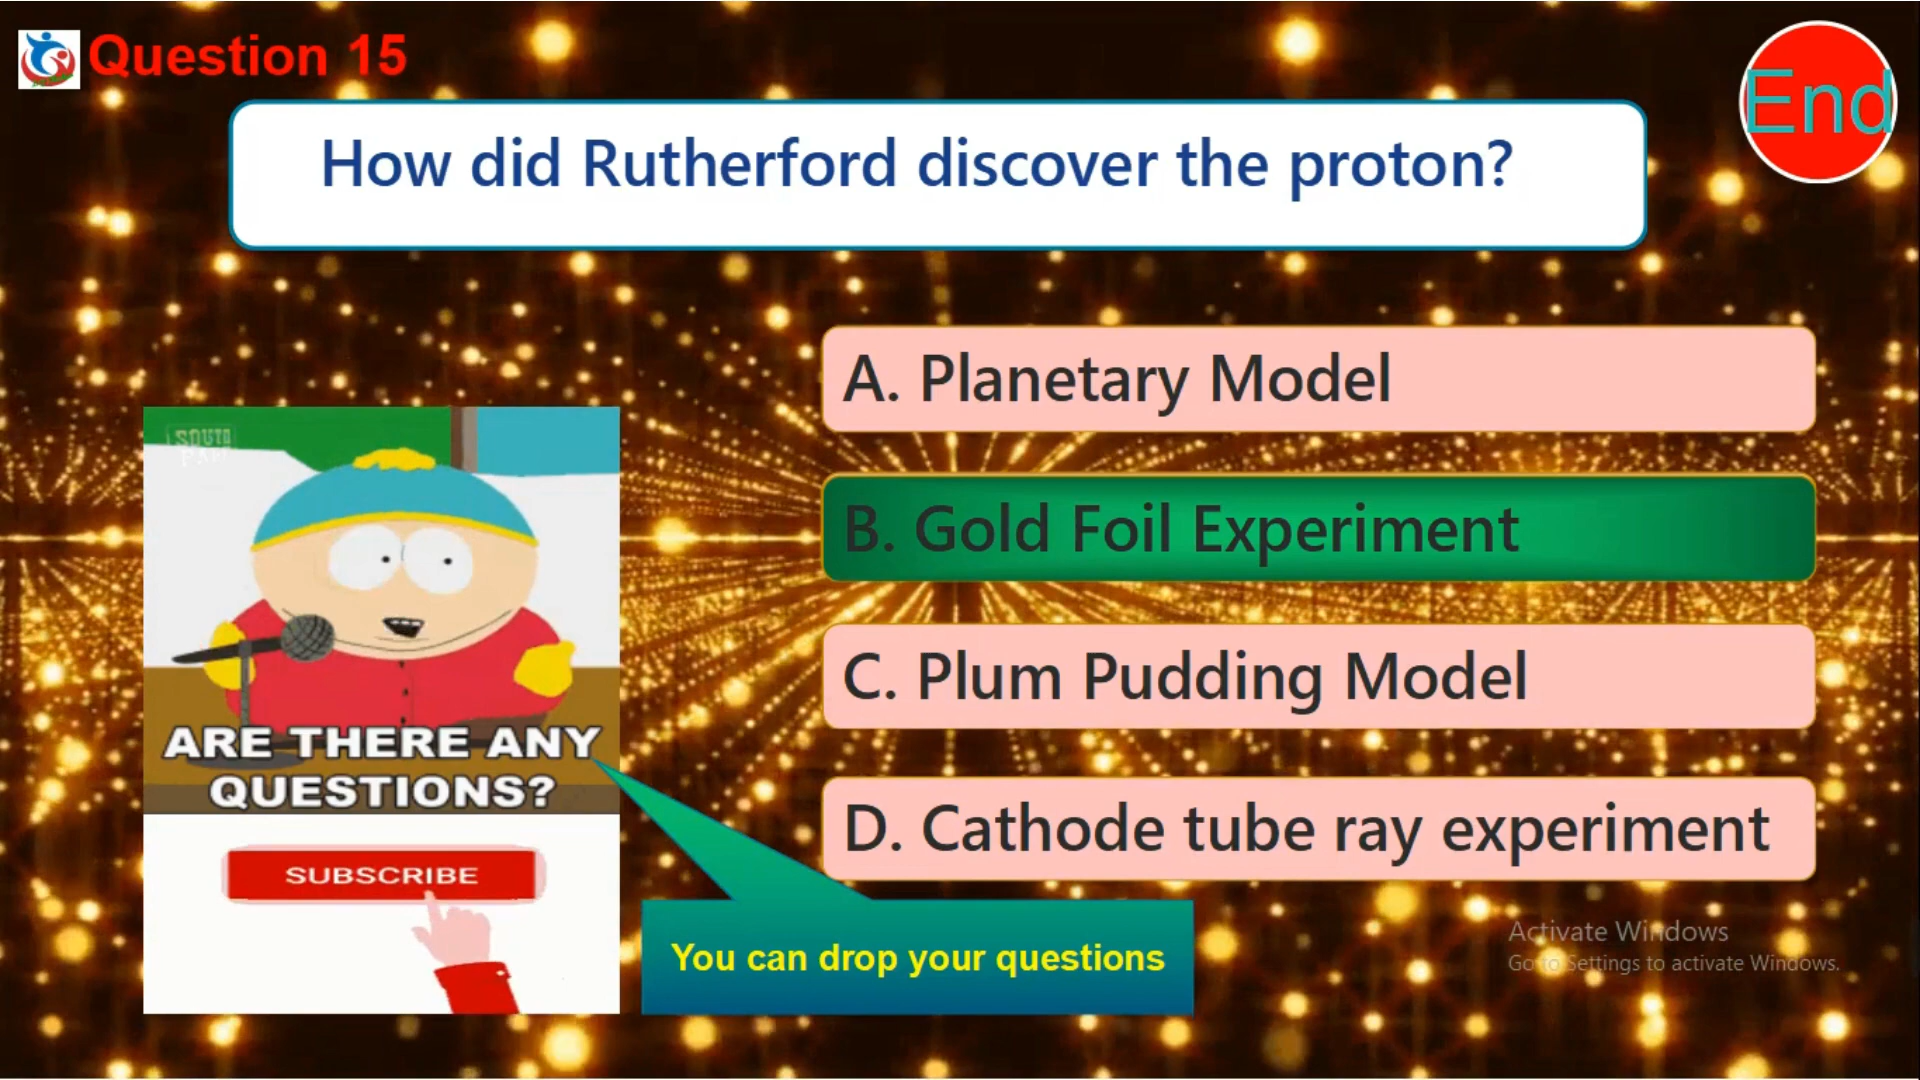 Question 15
End
How did Rutherford discover the proton?
A. Planetary Model
B. Gold Foil Experiment
C. Plum Pudding Model
D. Cathode tube ray experiment
SOUTH
PARK
ARE THERE ANY
QUESTIONS?
SUBSCRIBE
You can drop your questions
Activate Windows
Go to Settings to activate Windows.